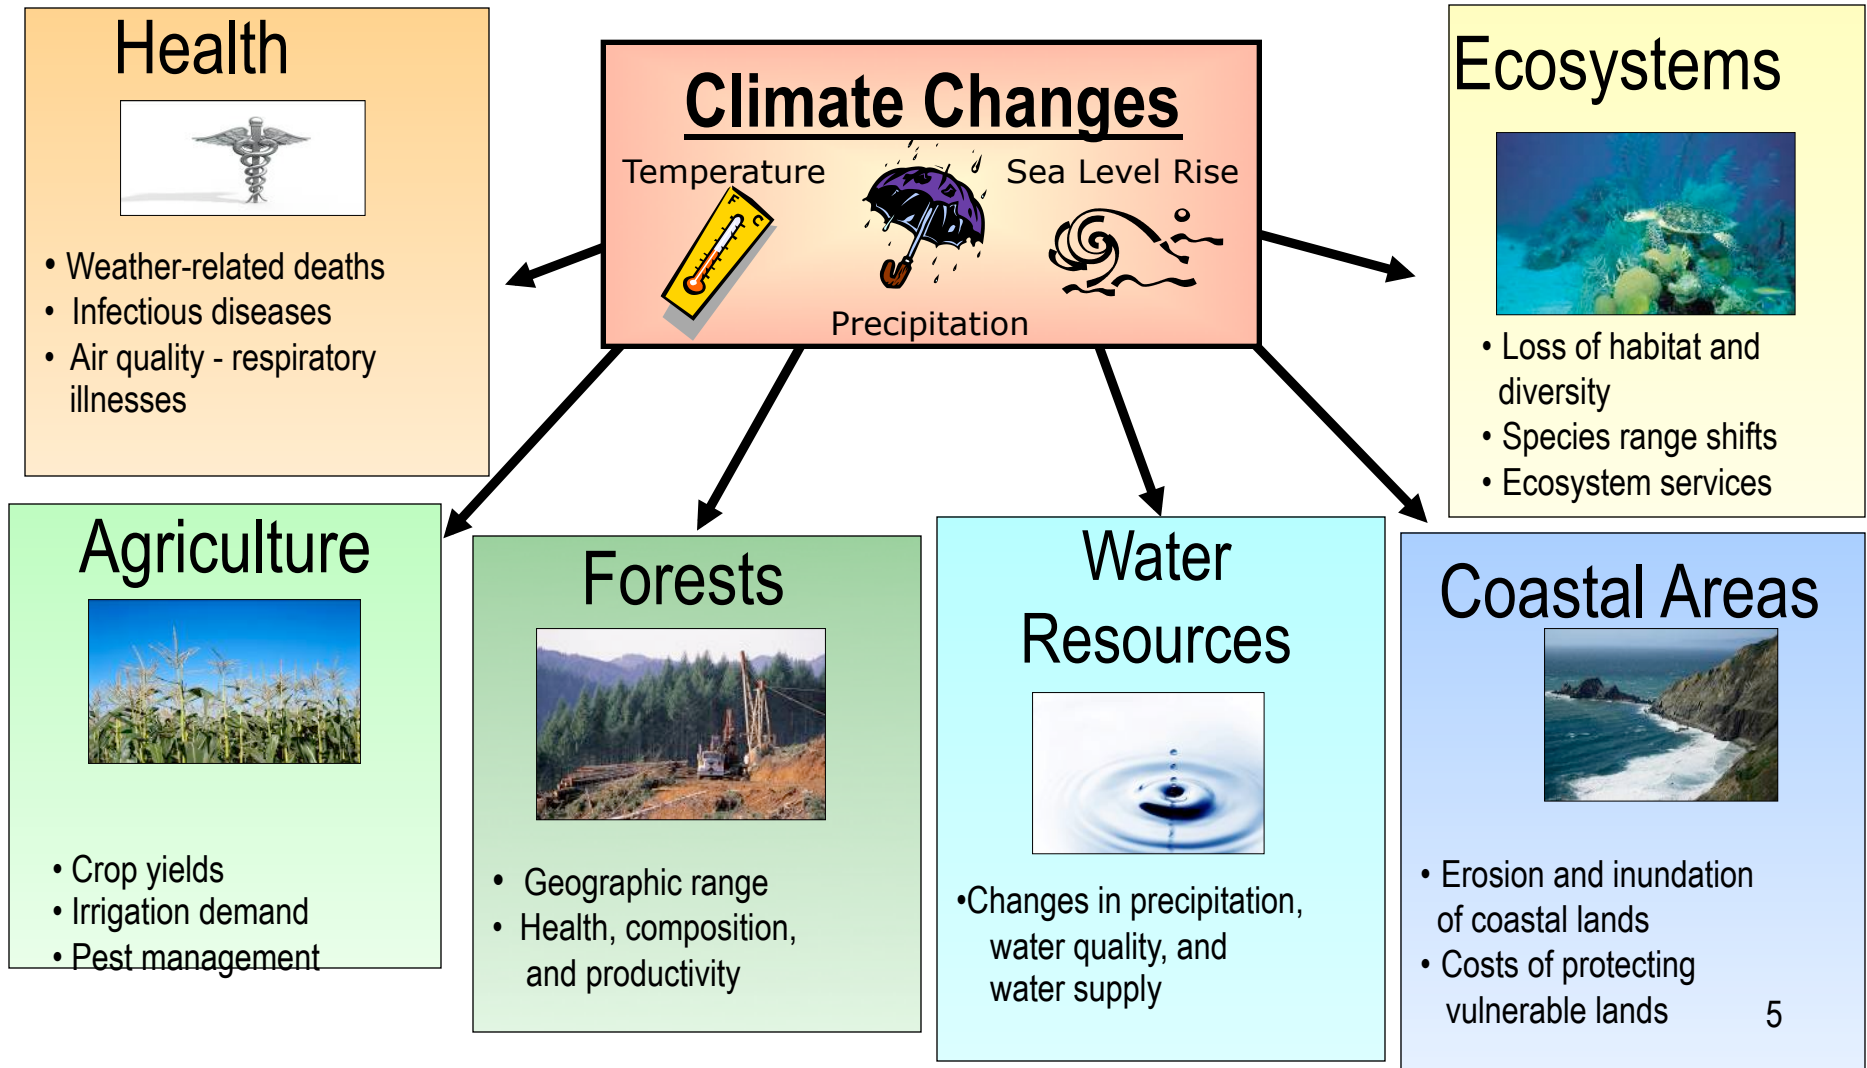 Health
• Weather-related deaths
• Infectious diseases
• Air quality - respiratory
illnesses
Climate Changes
Temperature
F C
Sea Level Rise
Precipitation
Ecosystems
• Loss of habitat and
diversity
• Species range shifts
• Ecosystem services
Agriculture
• Crop yields
• Irrigation demand
• Pest management
Forests
• Geographic range
• Health, composition,
and productivity
Water
Resources
•Changes in precipitation,
water quality, and
water supply
Coastal Areas
• Erosion and inundation
of coastal lands
• Costs of protecting
vulnerable lands
5